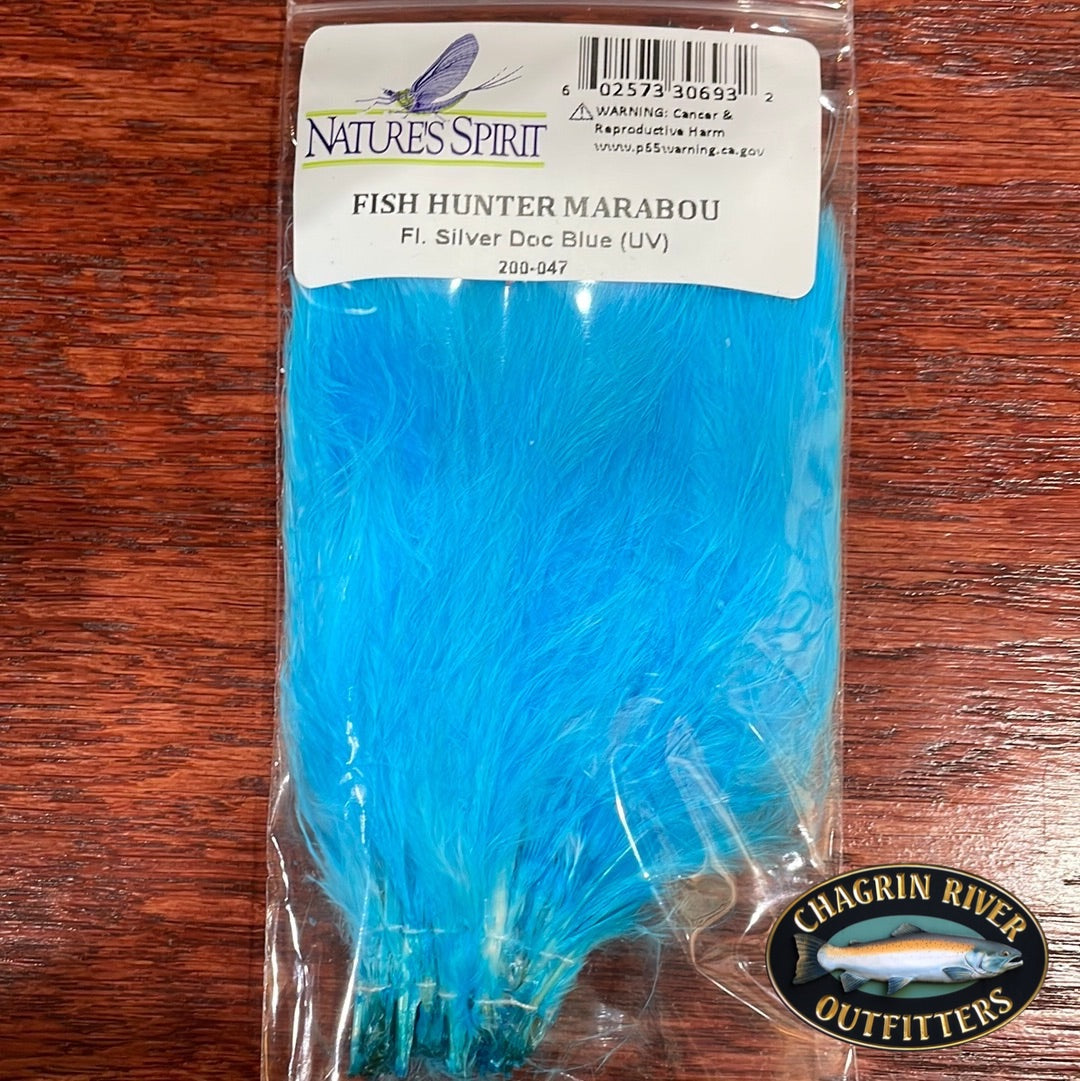 NATURE'S SPIRIT
6 02573 30693 2
WARNING: Cancer &
Reproductive Harm
www.p65warning.ca.gov
FISH HUNTER MARABOU
Fl. Silver Doc Blue (UV)
200-047
CHAGRIN RIVER
OUTFITTERS